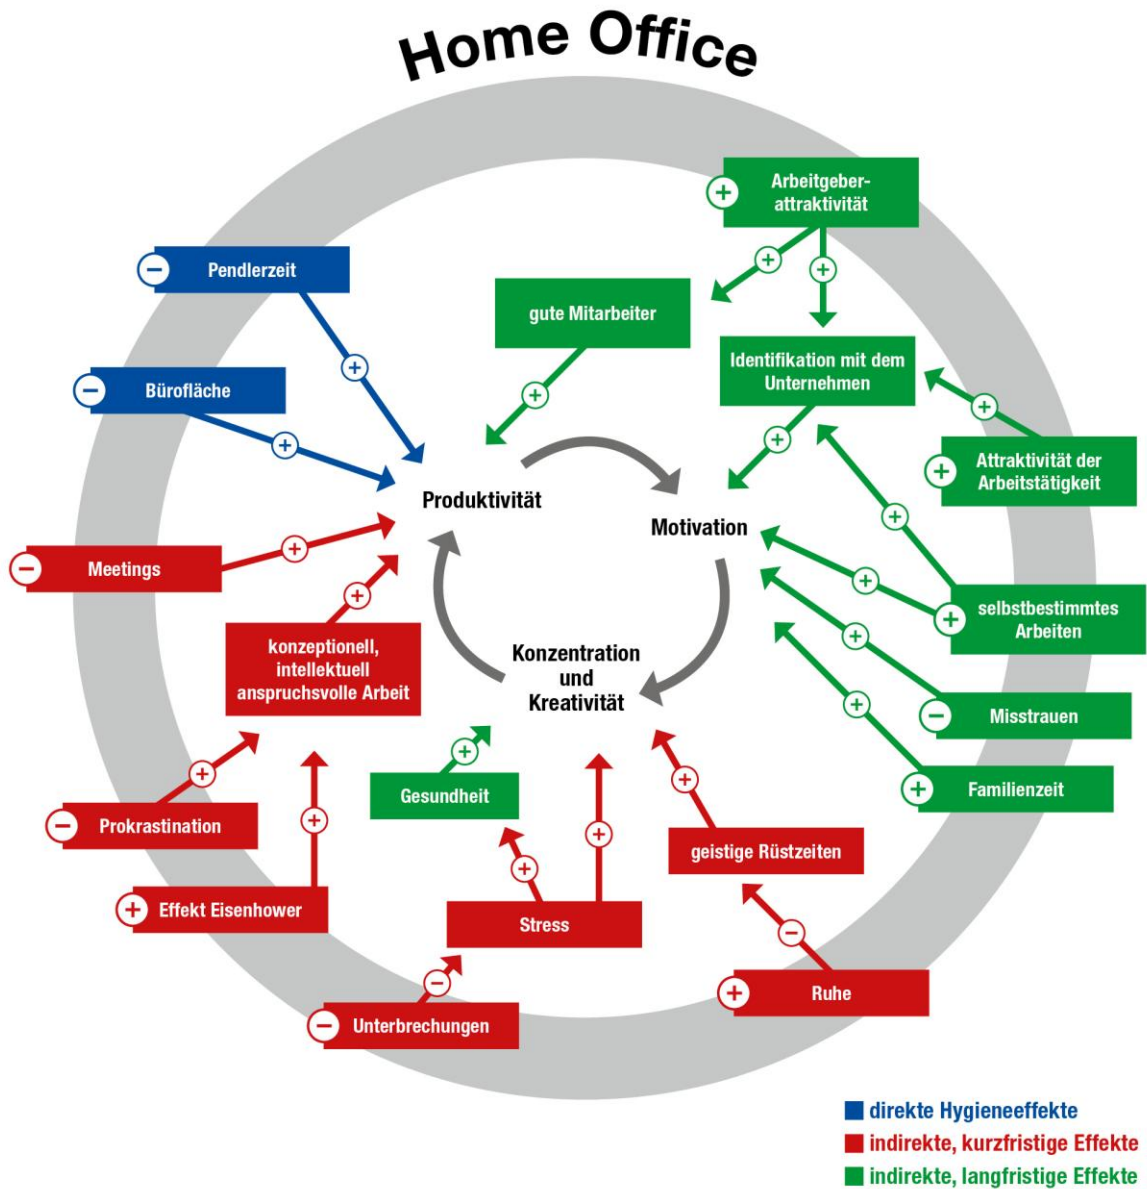 Home Office
Arbeitgeber-
attraktivität
+
−
Pendlerzeit
+
+
gute Mitarbeiter
+
−
Bürofläche
+
+
+
Identifikation mit dem
Unternehmen
+
+
+
Attraktivität der
Arbeitstätigkeit
Produktivität
Motivation
+
−
Meetings
+
+
+
+
selbstbestimmtes
Arbeiten
konzeptionell,
intellektuell
anspruchsvolle Arbeit
Konzentration
und
Kreativität
+
+
−
Misstrauen
+
Gesundheit
+
+
+
Familienzeit
−
Prokrastination
+
+
geistige Rüstzeiten
+
+
Effekt Eisenhower
Stress
−
−
−
Unterbrechungen
+
Ruhe
direkte Hygieneeffekte
indirekte, kurzfristige Effekte
indirekte, langfristige Effekte